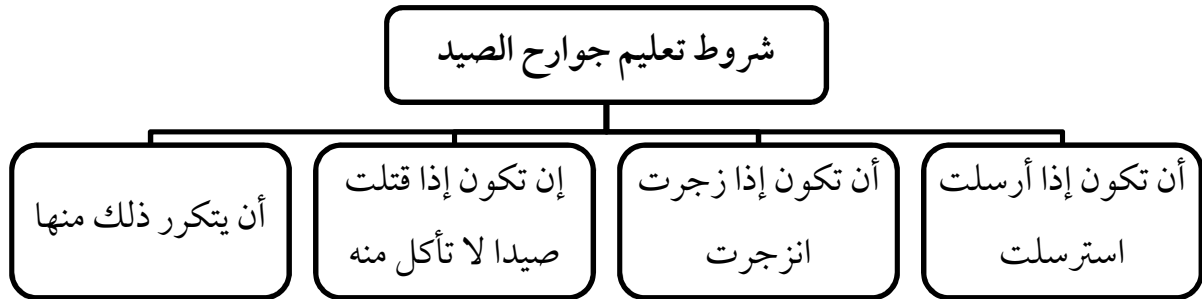 شروط تعليم جوارح الصيد
أن تكون إذا أرسلت
استرسلت
أن تكون إذا زجرت
انزجرت
إن تكون إذا قتلت
صيدا لا تأكل منه
أن يتكرر ذلك منها